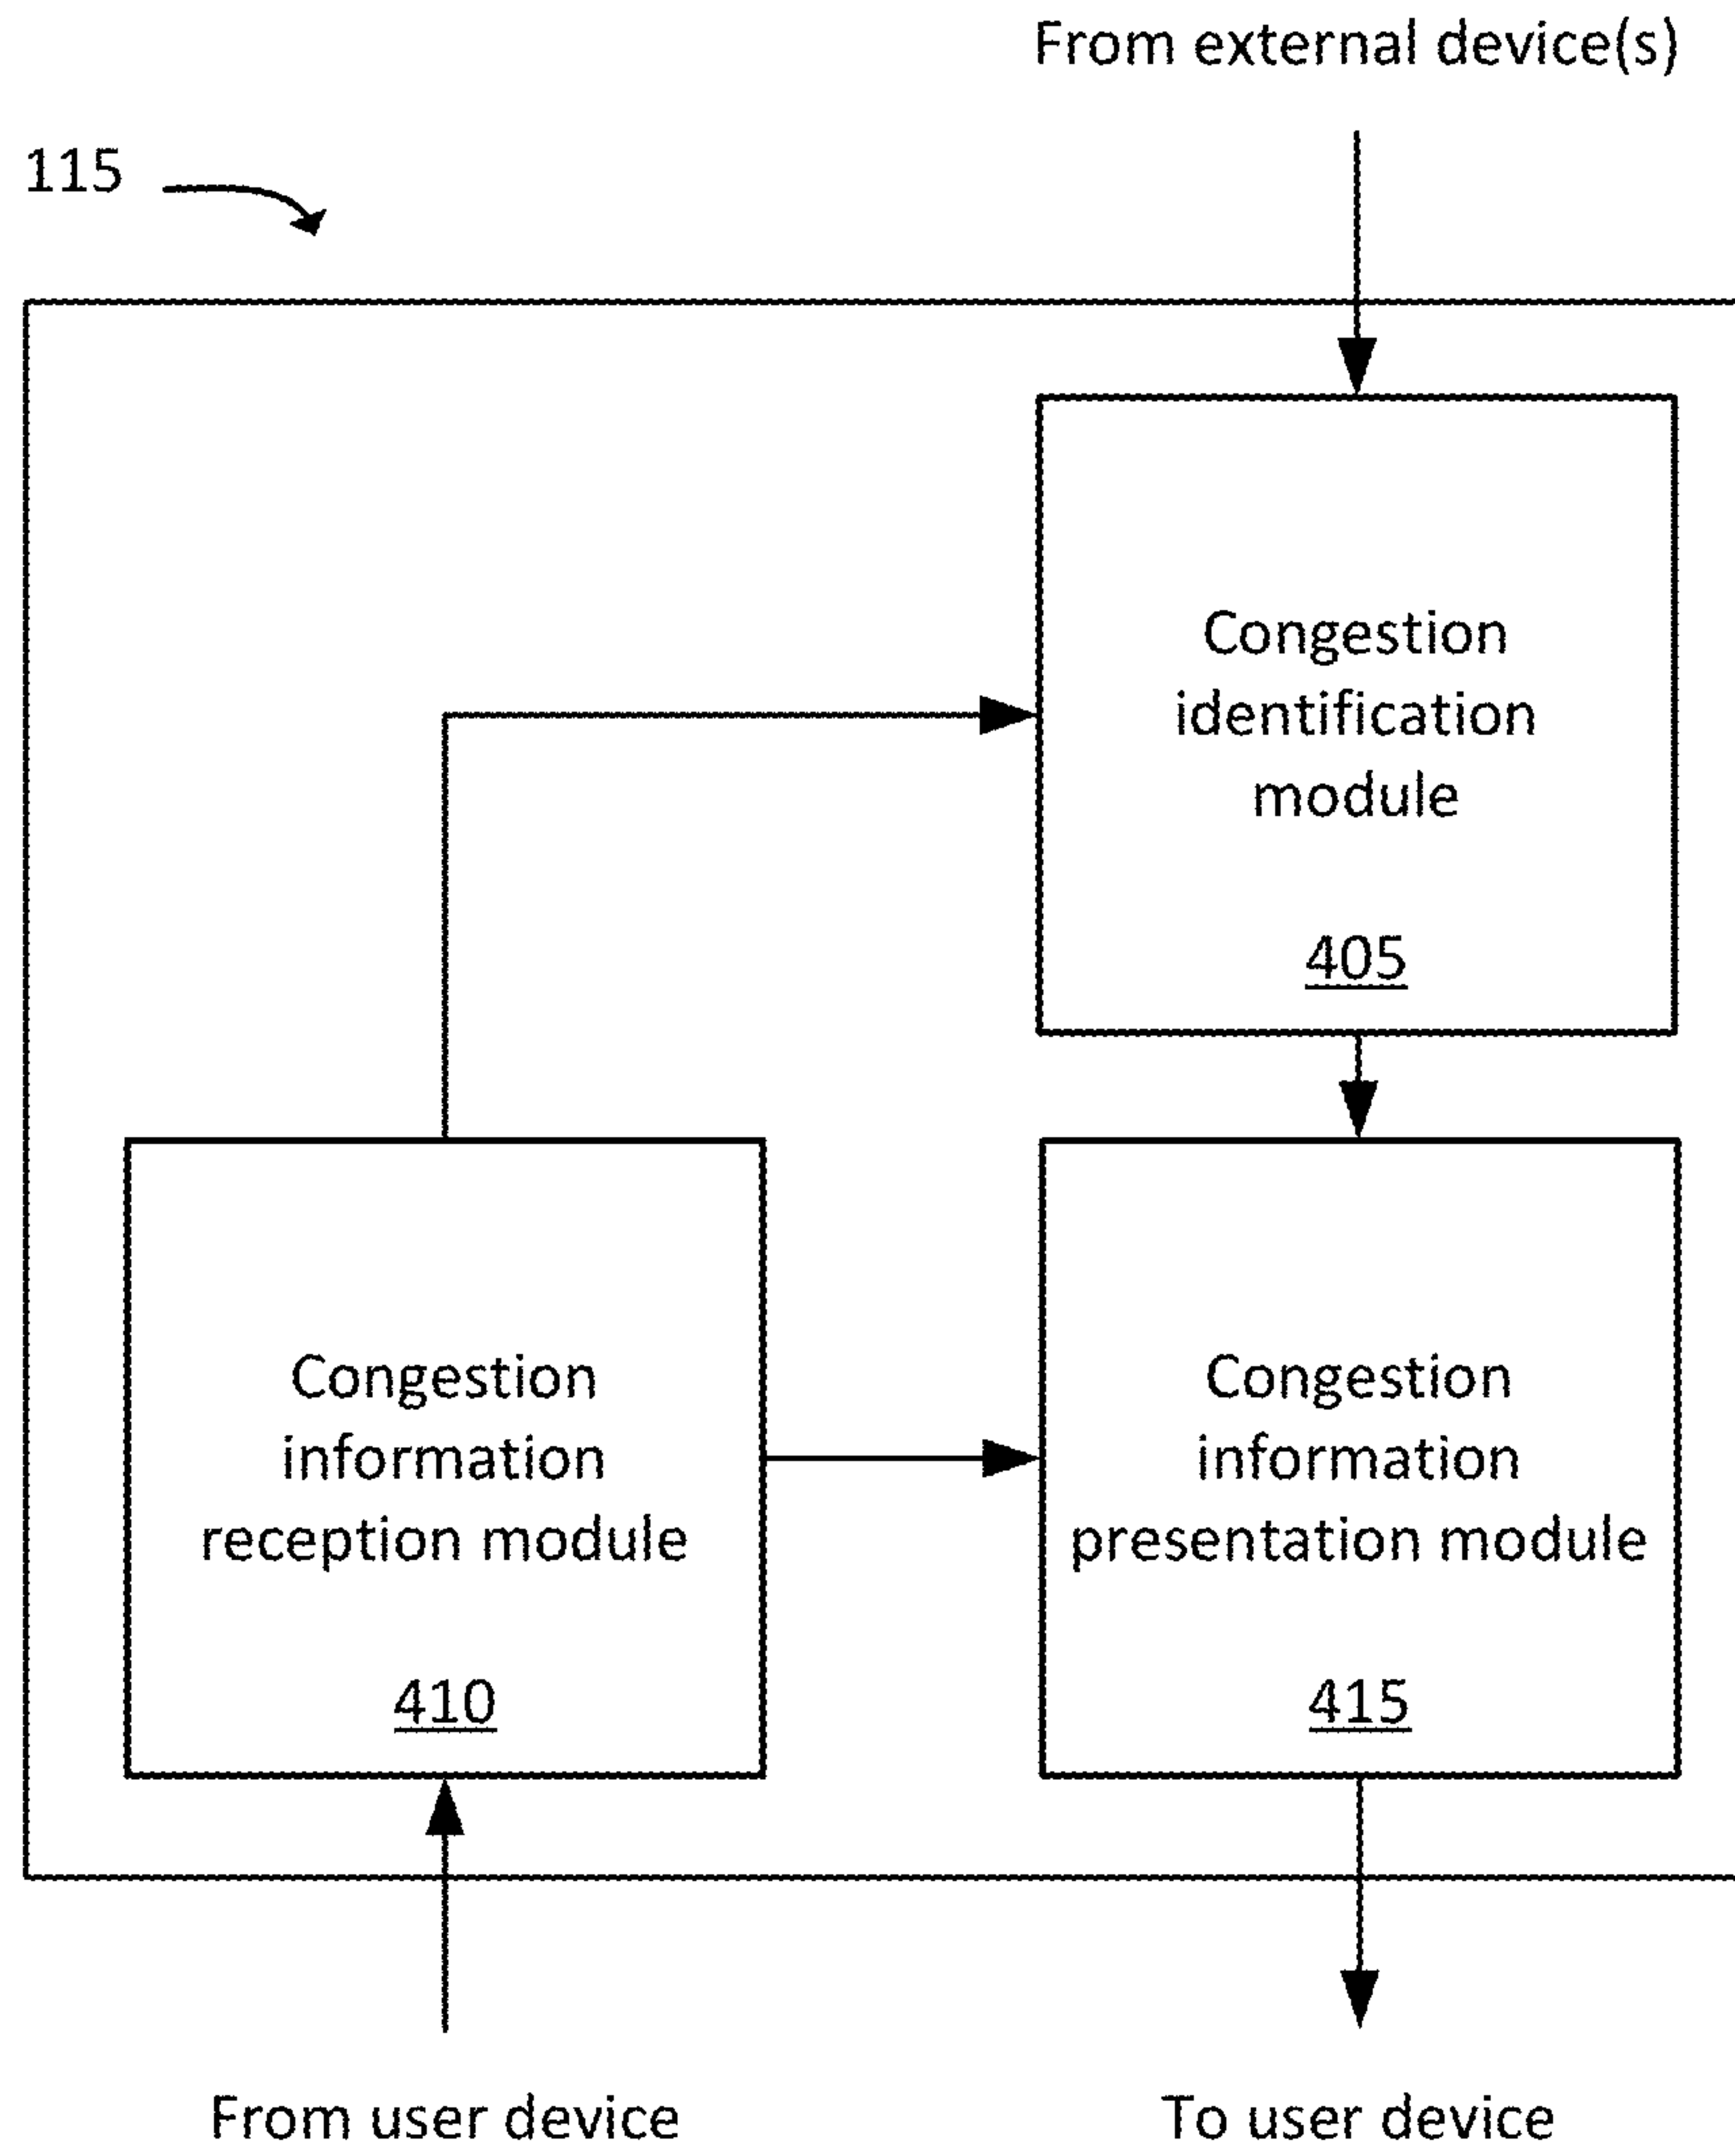 From external device(s)
115
Congestion
identification
module
405
Congestion
information
reception module
410
Congestion
information
presentation module
415
From user device
To user device